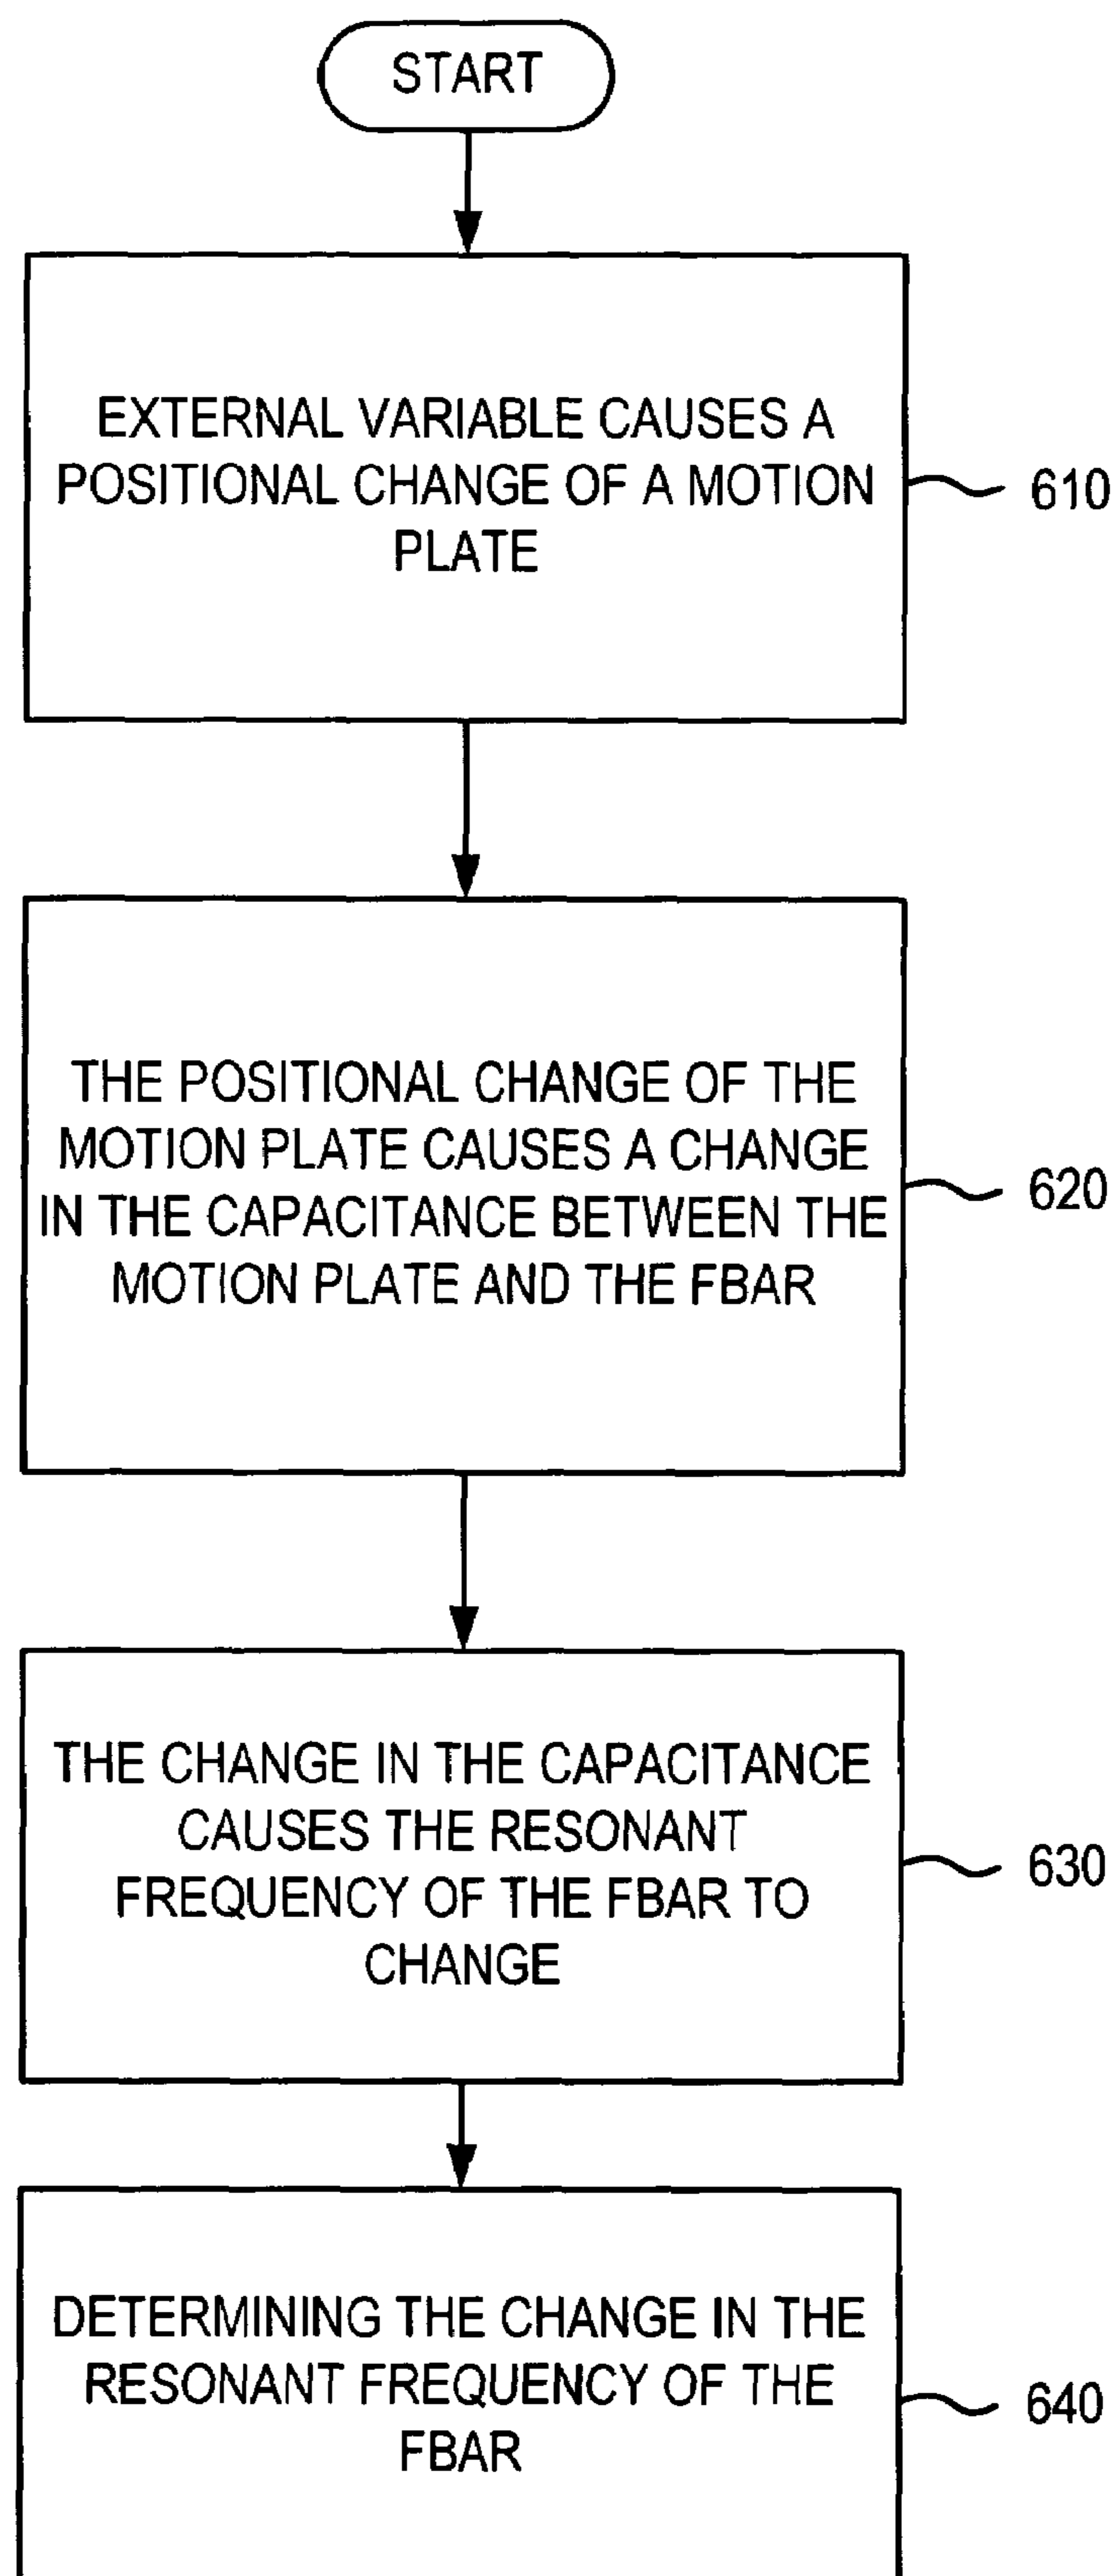 START
EXTERNAL VARIABLE CAUSES A
POSITIONAL CHANGE OF A MOTION
PLATE
610
THE POSITIONAL CHANGE OF THE
MOTION PLATE CAUSES A CHANGE
IN THE CAPACITANCE BETWEEN THE
MOTION PLATE AND THE FBAR
620
THE CHANGE IN THE CAPACITANCE
CAUSES THE RESONANT
FREQUENCY OF THE FBAR TO
CHANGE
630
DETERMINING THE CHANGE IN THE
RESONANT FREQUENCY OF THE
FBAR
640